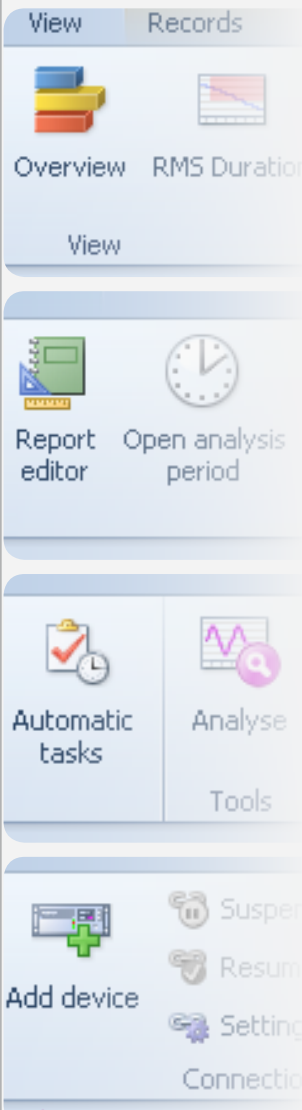 View Records
Overview RMS Duratio
View
Report Open analysis
editor period
Automatic Analyse
tasks
Tools
Suspe
Resum
Add device
Setting
Connectio